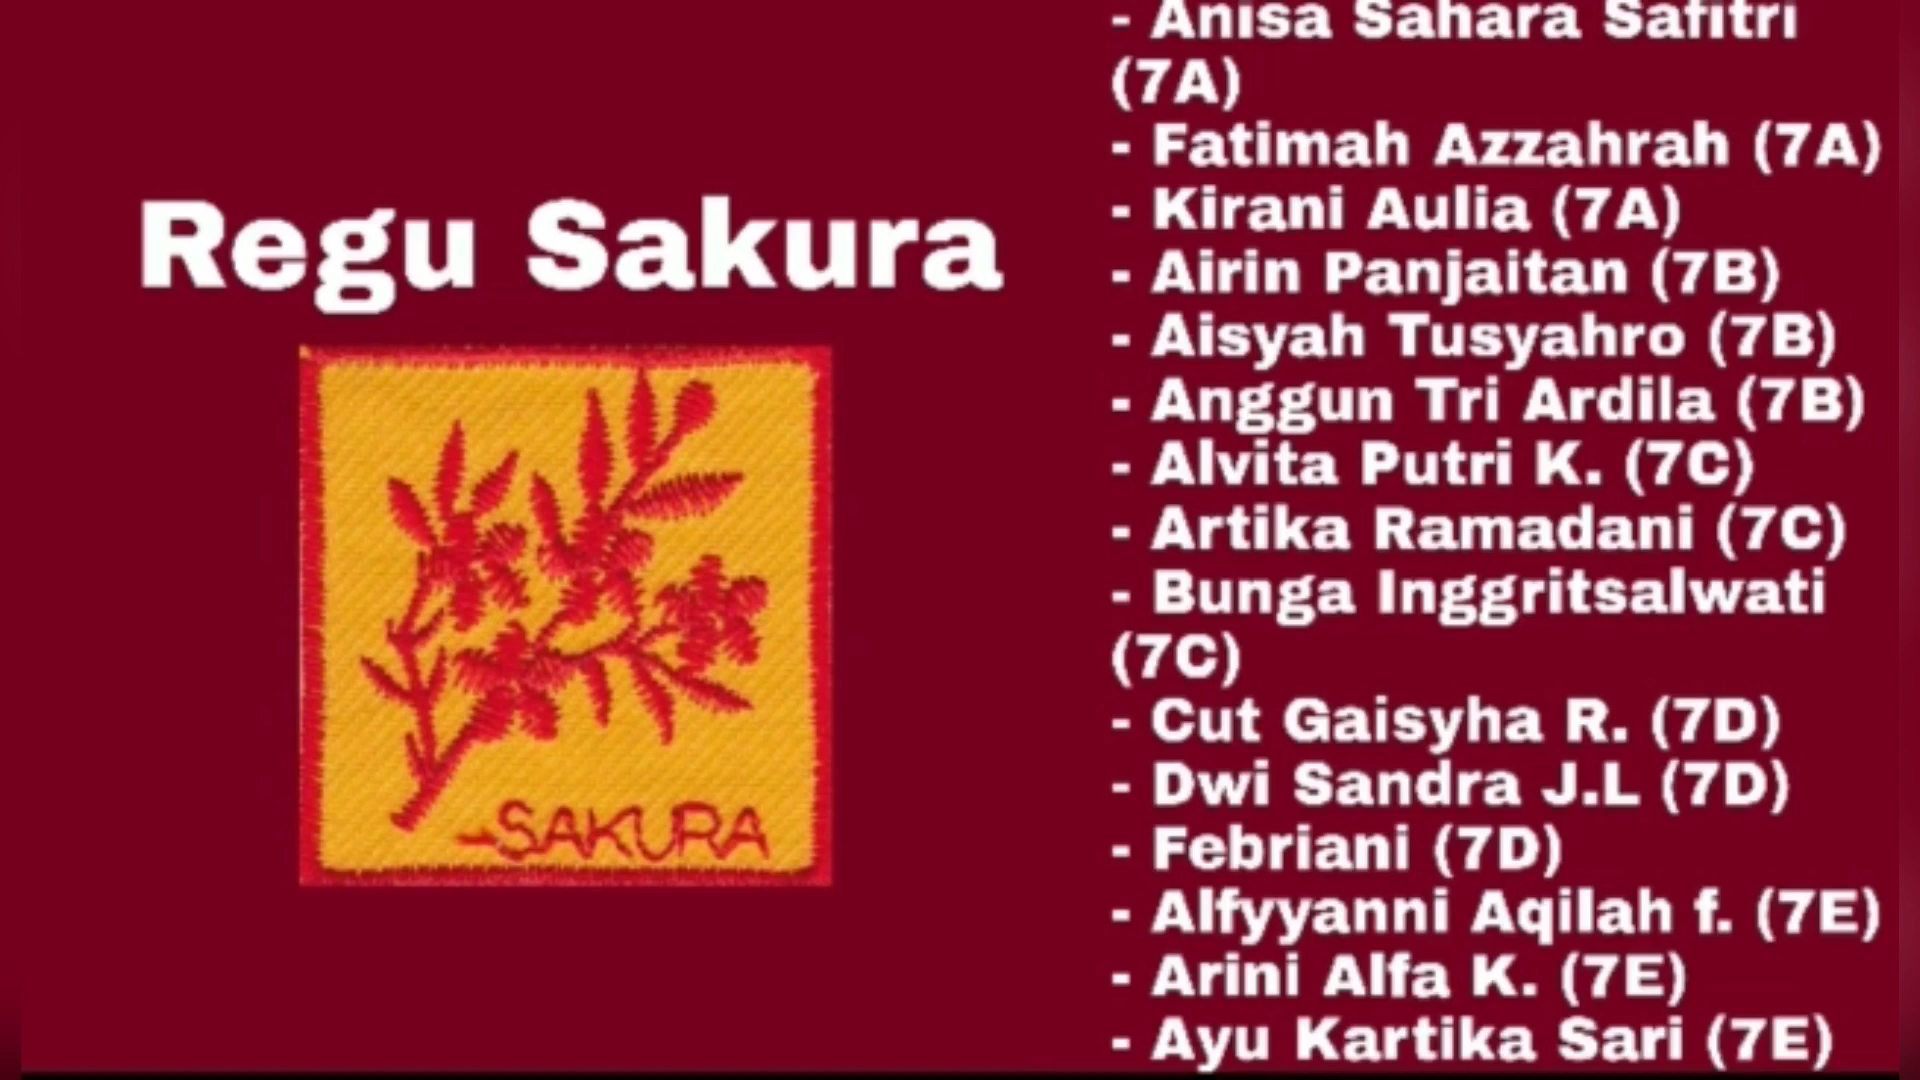 Regu Sakura
SAKURA
- Anisa Sahara Safitri
(7A)
- Fatimah Azzahrah (7A)
- Kirani Aulia (7A)
- Airin Panjaitan (7B)
- Aisyah Tusyahro (7B)
- Anggun Tri Ardila (7B)
- Alvita Putri K. (7C)
- Artika Ramadani (7C)
- Bunga Inggritsalwati
(7C)
- Cut Gaisyha R. (7D)
- Dwi Sandra J.L (7D)
- Febriani (7D)
- Alfyyanni Aqilah f. (7E)
- Arini Alfa K. (7E)
- Ayu Kartika Sari (7E)